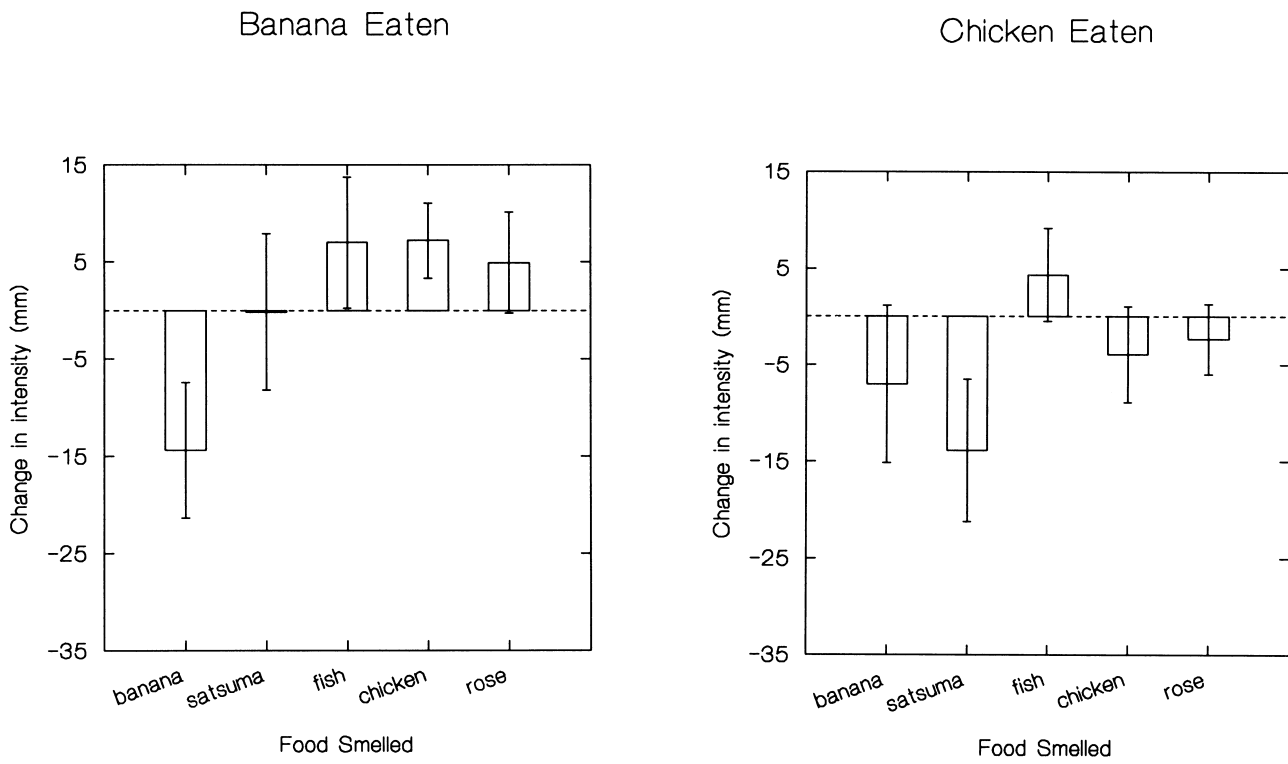 Banana Eaten
Change in intensity (mm)
15
5
-5
-15
-25
-35
banana
satsuma
fish
chicken
rose
Food Smelled
Chicken Eaten
Change in intensity (mm)
15
5
-5
-15
-25
-35
banana
satsuma
fish
chicken
rose
Food Smelled